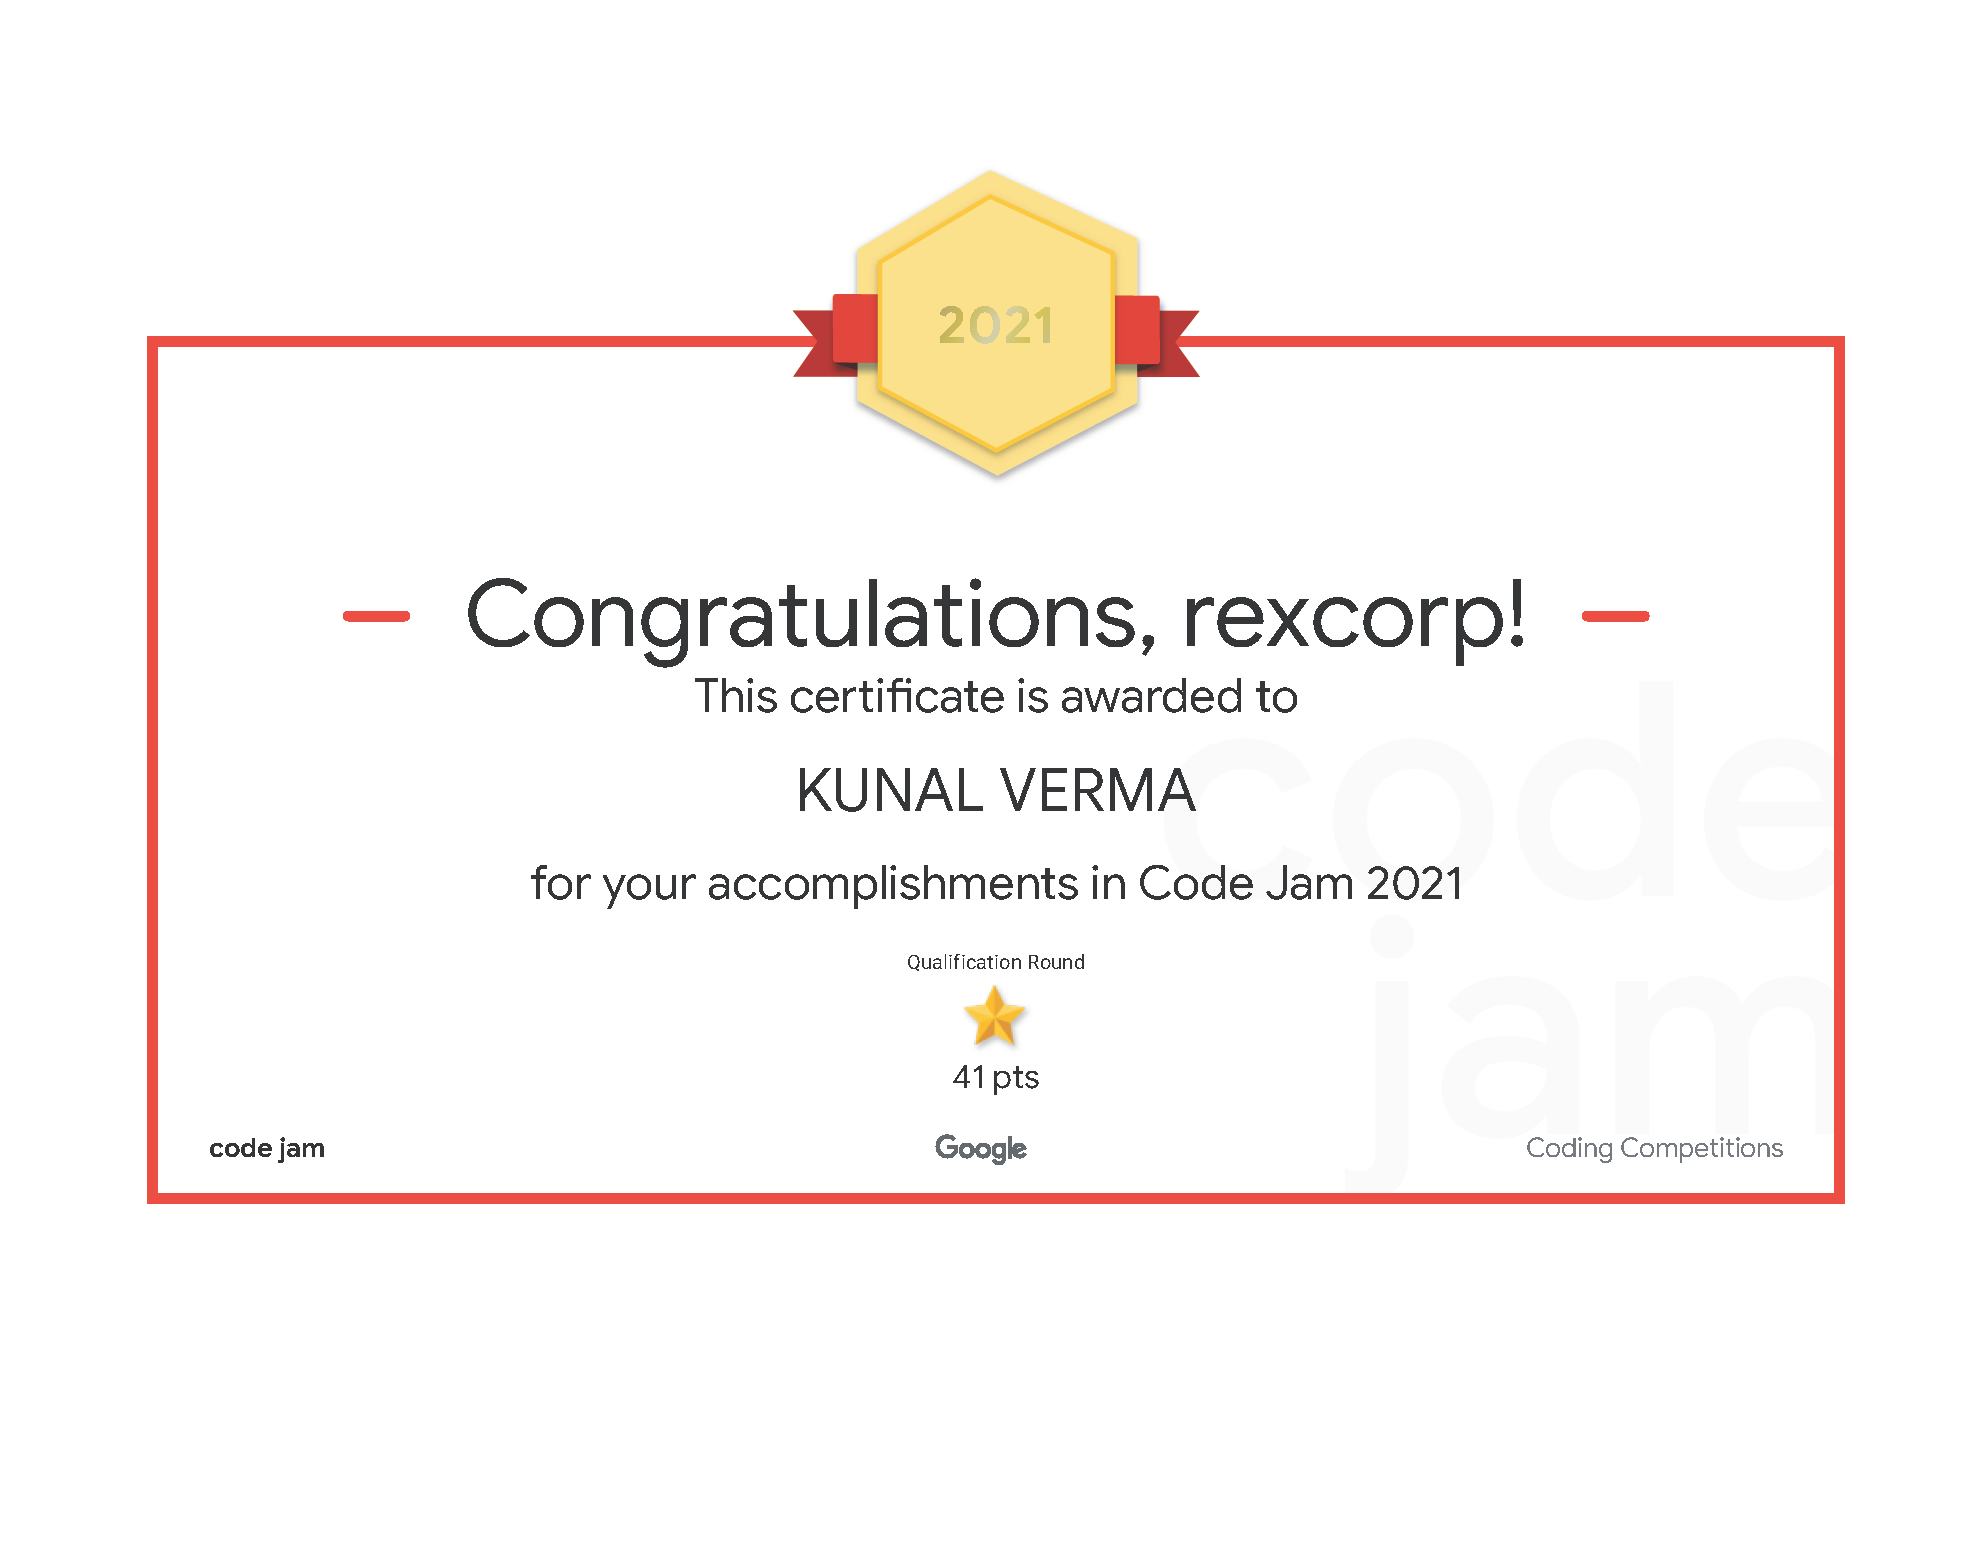 2021
Congratulations, rexcorp!
This certificate is awarded to
KUNAL VERMA
for your accomplishments in Code Jam 2021
Qualification Round
41 pts
code jam
Google
Coding Competitions
code
jam